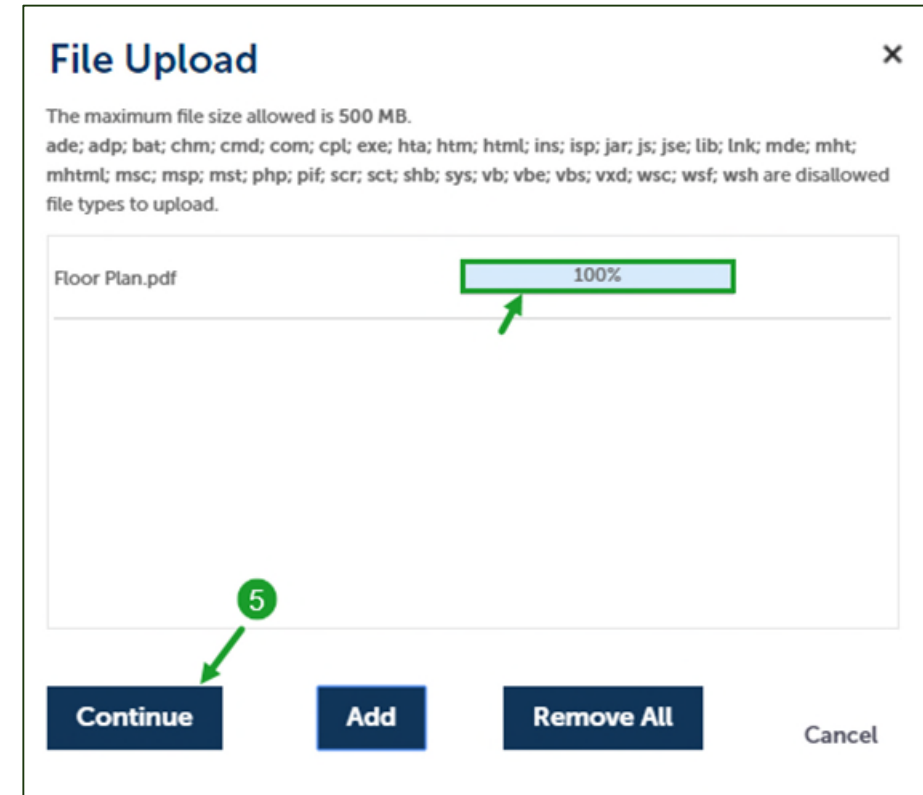 File Upload
×
The maximum file size allowed is 500 MB.
ade; adp; bat; chm; cmd; com; cpl; exe; hta; htm; html; ins; isp; jar; js; jse; lib; lnk; mde; mht;
mhtml; msc; msp; mst; php; pif; scr; sct; shb; sys; vb; vbe; vbs; vxd; wsc; wsf; wsh are disallowed
file types to upload.
Floor Plan.pdf 100%
5
Continue Add Remove All Cancel